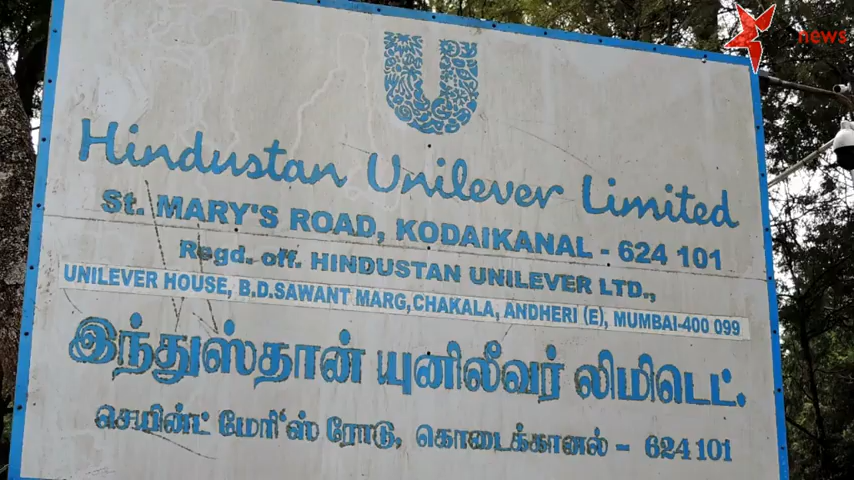 news
Hindustan Unilever Limited
St. MARY'S ROAD, KODAIKANAL - 624 101
Regd. off. HINDUSTAN UNILEVER LTD.,
UNILEVER HOUSE, B.D.SAWANT MARG,CHAKALA, ANDHERI (E), MUMBAI-400 099
இந்துஸ்தான் யுனிலீவர் லிமிடெட்.
செயின்ட் மேரி'ஸ் ரோடு, கொடைக்கானல் - 624 101